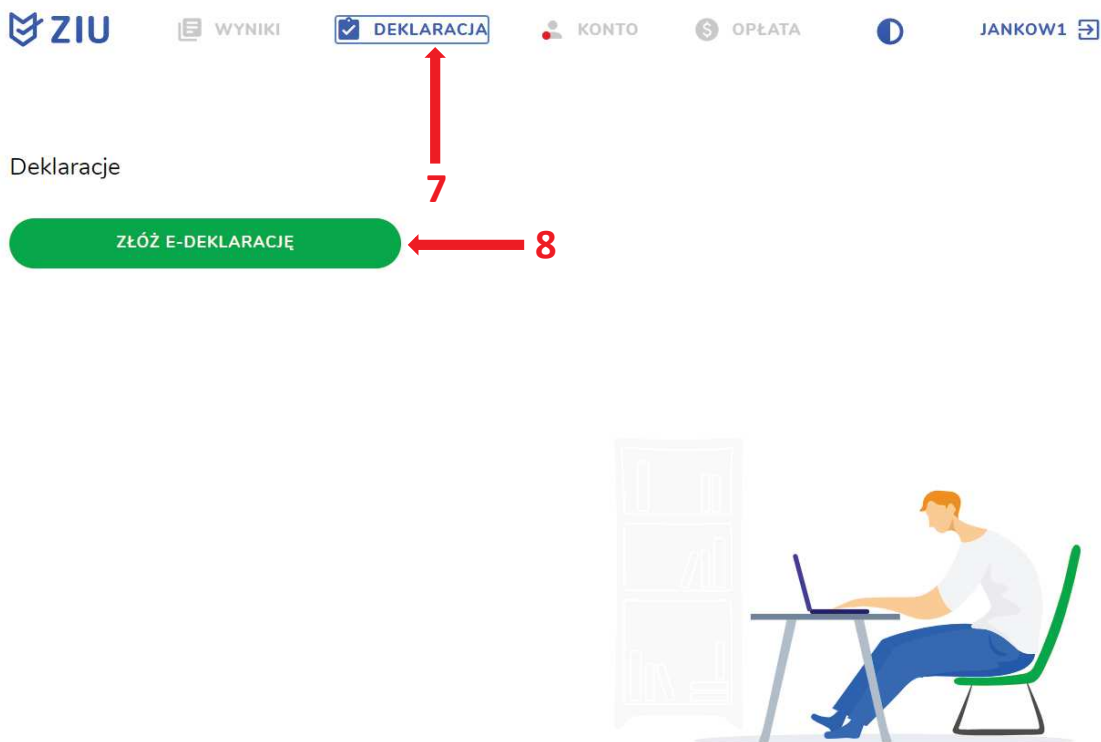 ZIU WYNIKI DEKLARACJA KONTO $ OPŁATA JANKOW1
Deklaracje
7
ZŁÓŻ E-DEKLARACJĘ 8